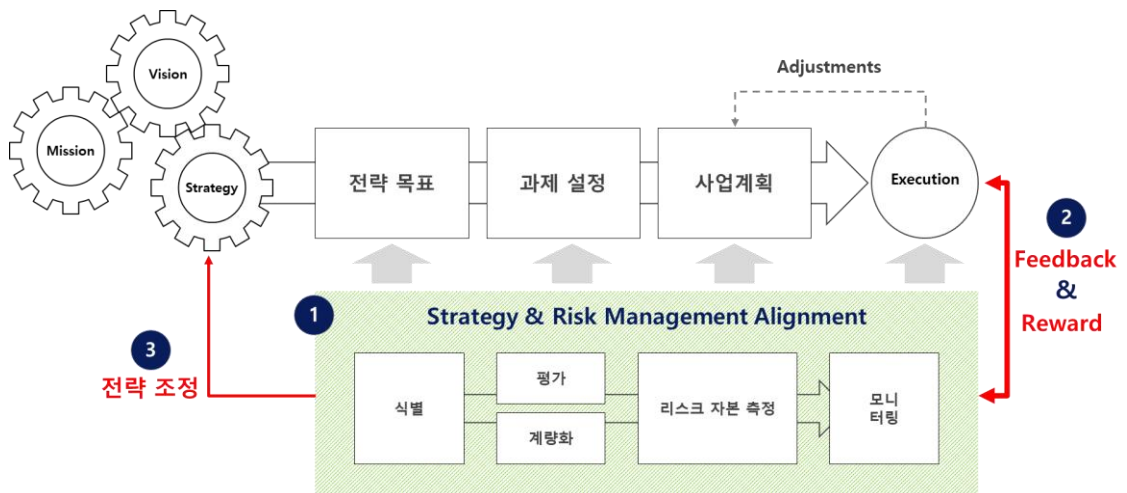 Vision
Mission
Strategy
전략 목표
과제 설정
사업계획
Adjustments
Execution
2
Feedback
&
Reward
1
Strategy & Risk Management Alignment
3
전략 조정
식별
평가
계량화
리스크 자본 측정
모니
터링